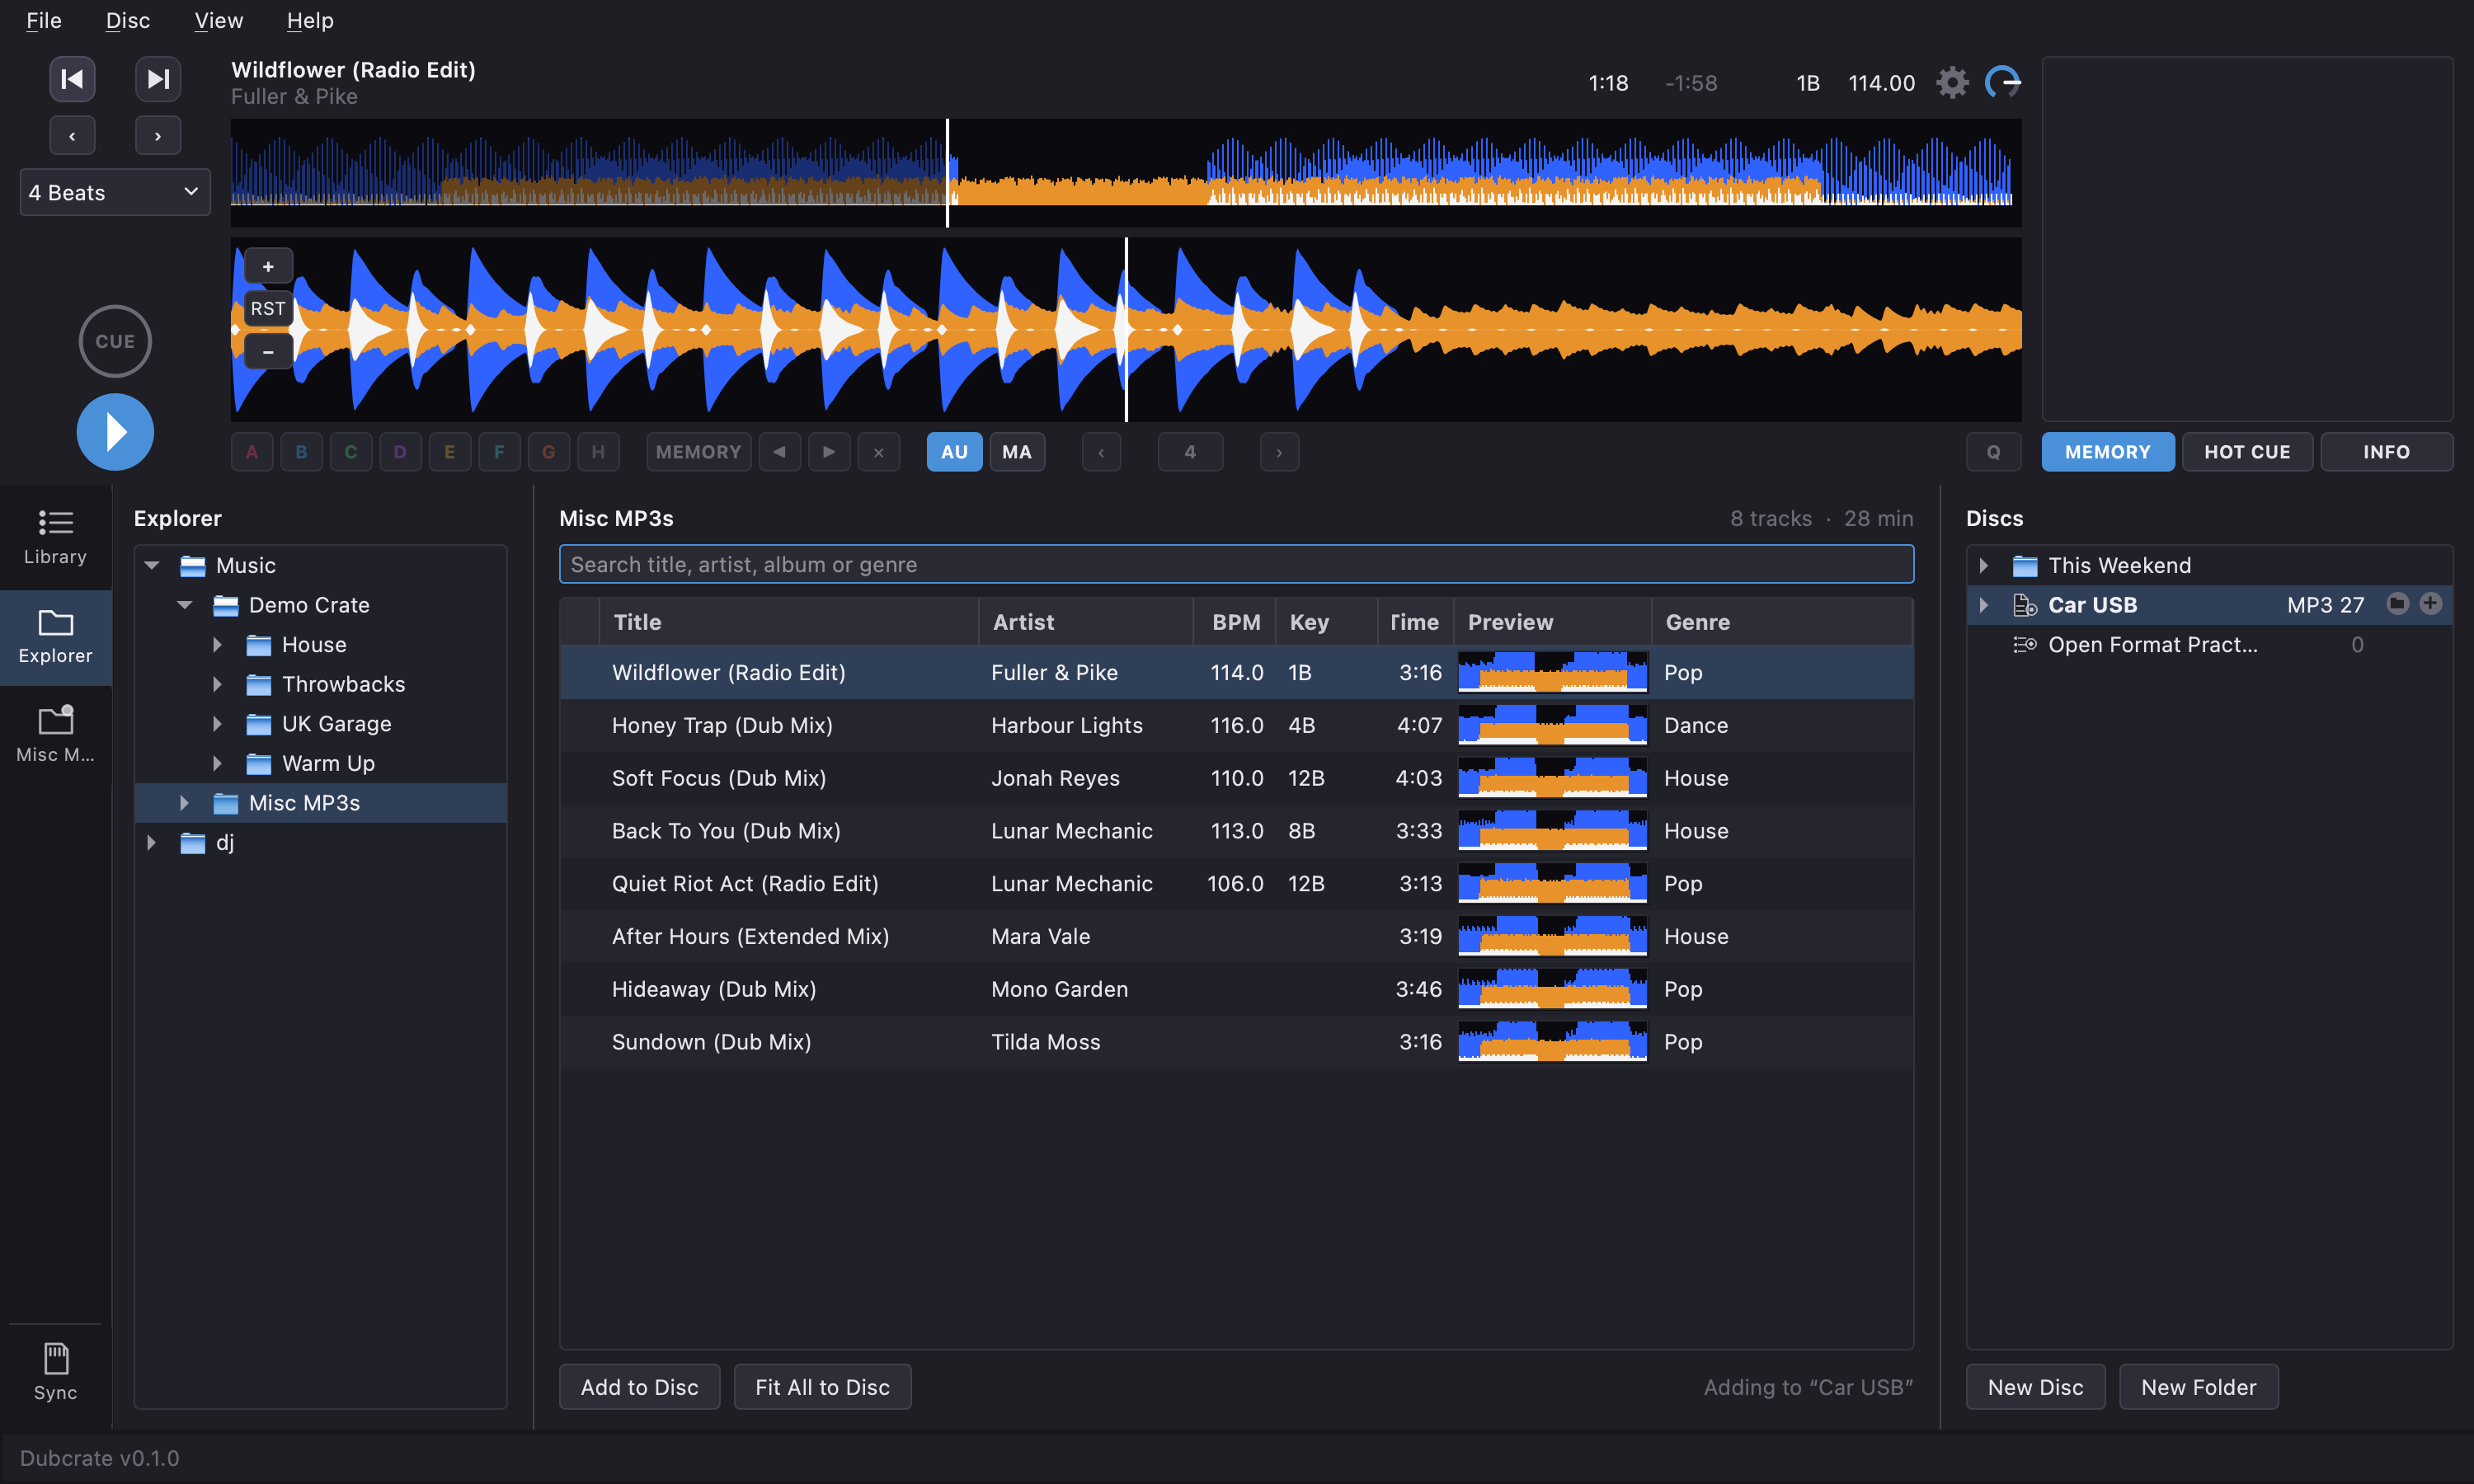 File Disc View Help
Wildflower (Radio Edit)
Fuller & Pike
1:18 -1:58 1B 114.00
4 Beats
+
RST
−
CUE
A B C D E F G H MEMORY AU MA 4 Q MEMORY HOT CUE INFO
Library
Explorer
Misc M...
Sync
Explorer
Music
Demo Crate
House
Throwbacks
UK Garage
Warm Up
Misc MP3s
dj
Misc MP3s 8 tracks · 28 min
Search title, artist, album or genre
Title Artist BPM Key Time Preview Genre
Wildflower (Radio Edit) Fuller & Pike 114.0 1B 3:16 Pop
Honey Trap (Dub Mix) Harbour Lights 116.0 4B 4:07 Dance
Soft Focus (Dub Mix) Jonah Reyes 110.0 12B 4:03 House
Back To You (Dub Mix) Lunar Mechanic 113.0 8B 3:33 House
Quiet Riot Act (Radio Edit) Lunar Mechanic 106.0 12B 3:13 Pop
After Hours (Extended Mix) Mara Vale 3:19 House
Hideaway (Dub Mix) Mono Garden 3:46 Pop
Sundown (Dub Mix) Tilda Moss 3:16 Pop
Add to Disc Fit All to Disc Adding to “Car USB”
Discs
This Weekend
Car USB MP3 27
Open Format Pract... 0
New Disc New Folder
Dubcrate v0.1.0